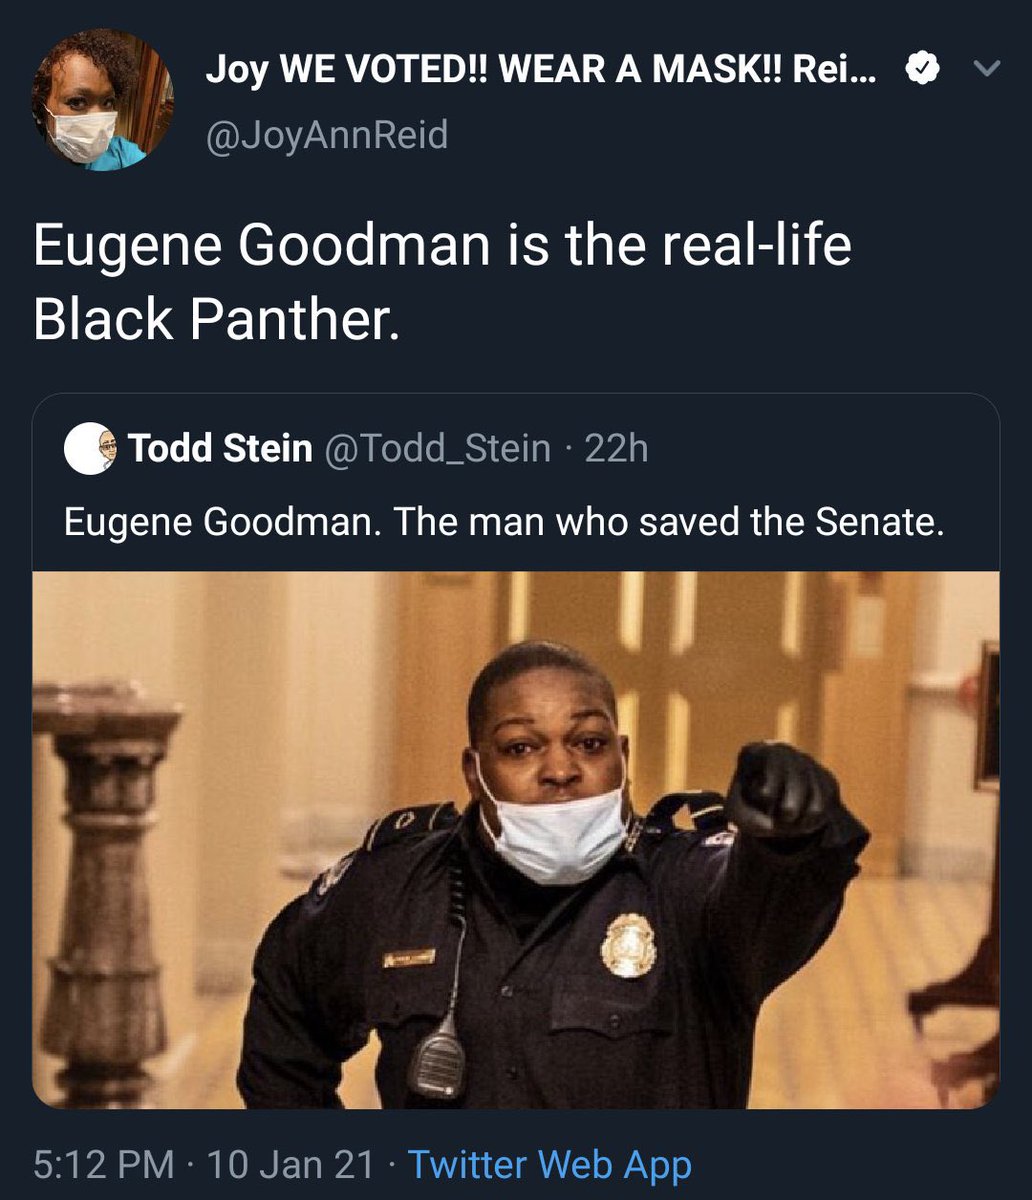 Joy WE VOTED!! WEAR A MASK!! Rei...
@JoyAnnReid
Eugene Goodman is the real-life
Black Panther.
Todd Stein @Todd_Stein · 22h
Eugene Goodman. The man who saved the Senate.
5:12 PM · 10 Jan 21 · Twitter Web App